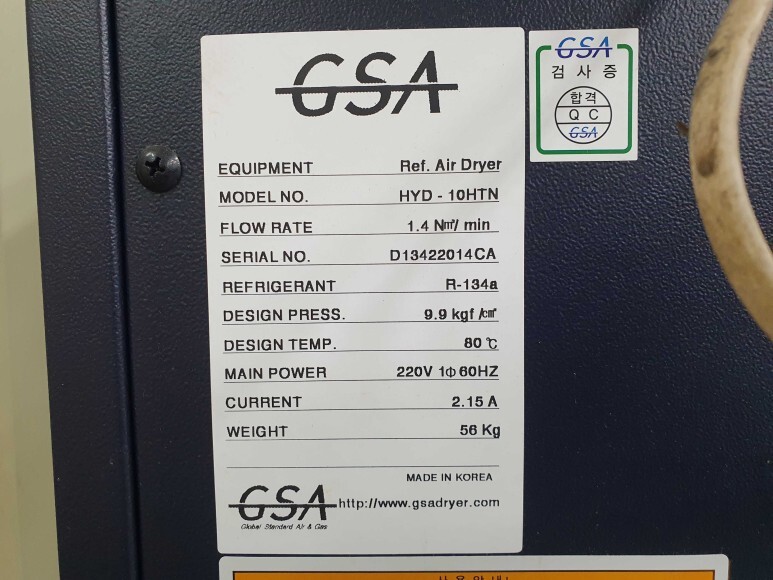 GSA
EQUIPMENT Ref. Air Dryer
MODEL NO. HYD - 10HTN
FLOW RATE 1.4 N㎥/ min
SERIAL NO. D13422014CA
REFRIGERANT R-134a
DESIGN PRESS. 9.9 kgf /㎠
DESIGN TEMP. 80 ℃
MAIN POWER 220V 1Φ 60HZ
CURRENT 2.15 A
WEIGHT 56 Kg
MADE IN KOREA
GSA http://www.gsadryer.com
Global Standard Air & Gas
GSA
검 사 증
합격
Q C
GSA